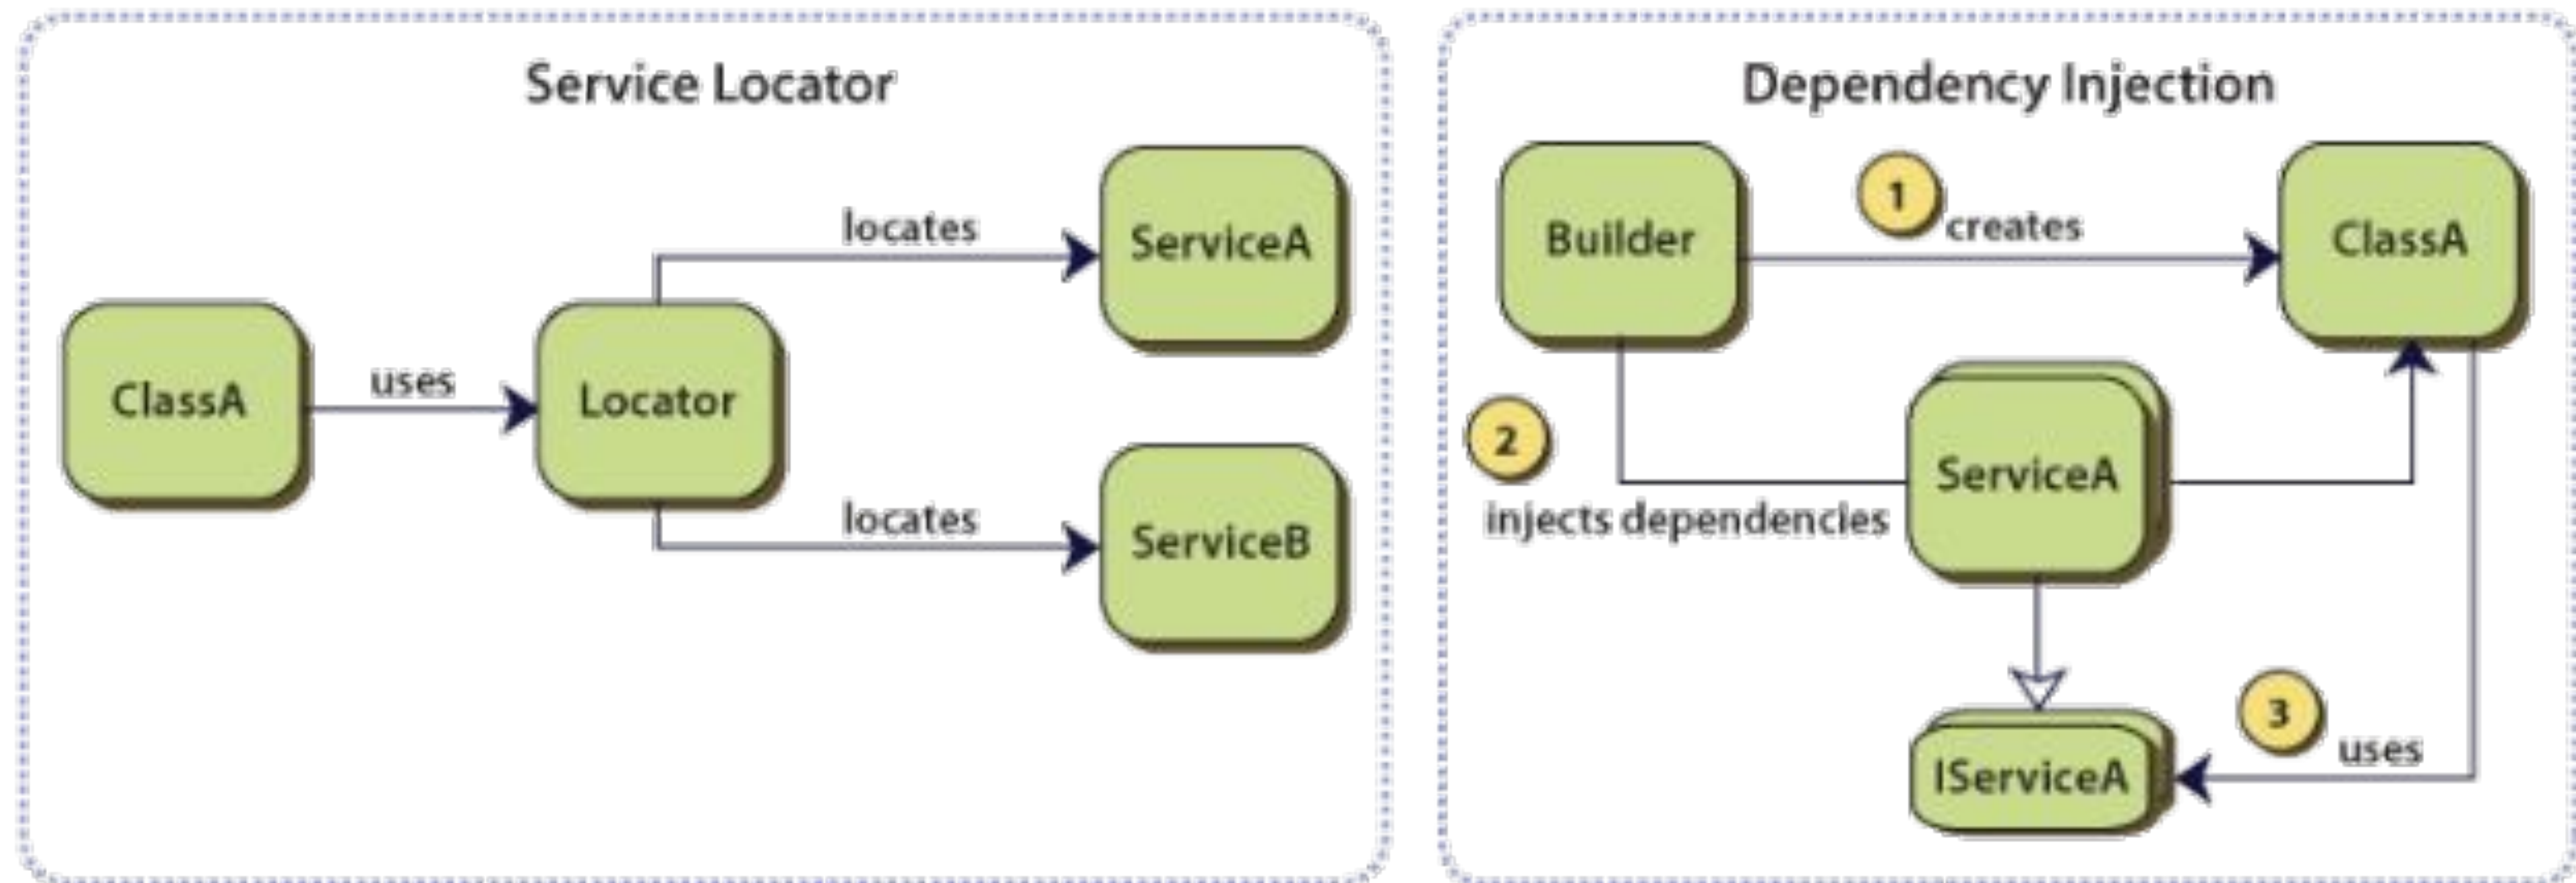 Service Locator
ClassA
uses
Locator
locates
ServiceA
locates
ServiceB
Dependency Injection
Builder
1
creates
ClassA
2
injects dependencies
ServiceA
IServiceA
3
uses